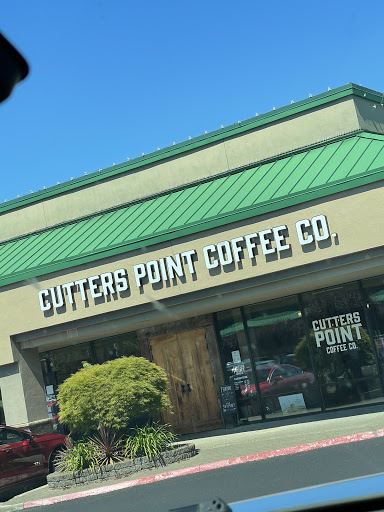 CUTTERS POINT COFFEE CO.
CUTTERS
POINT
COFFEE CO.